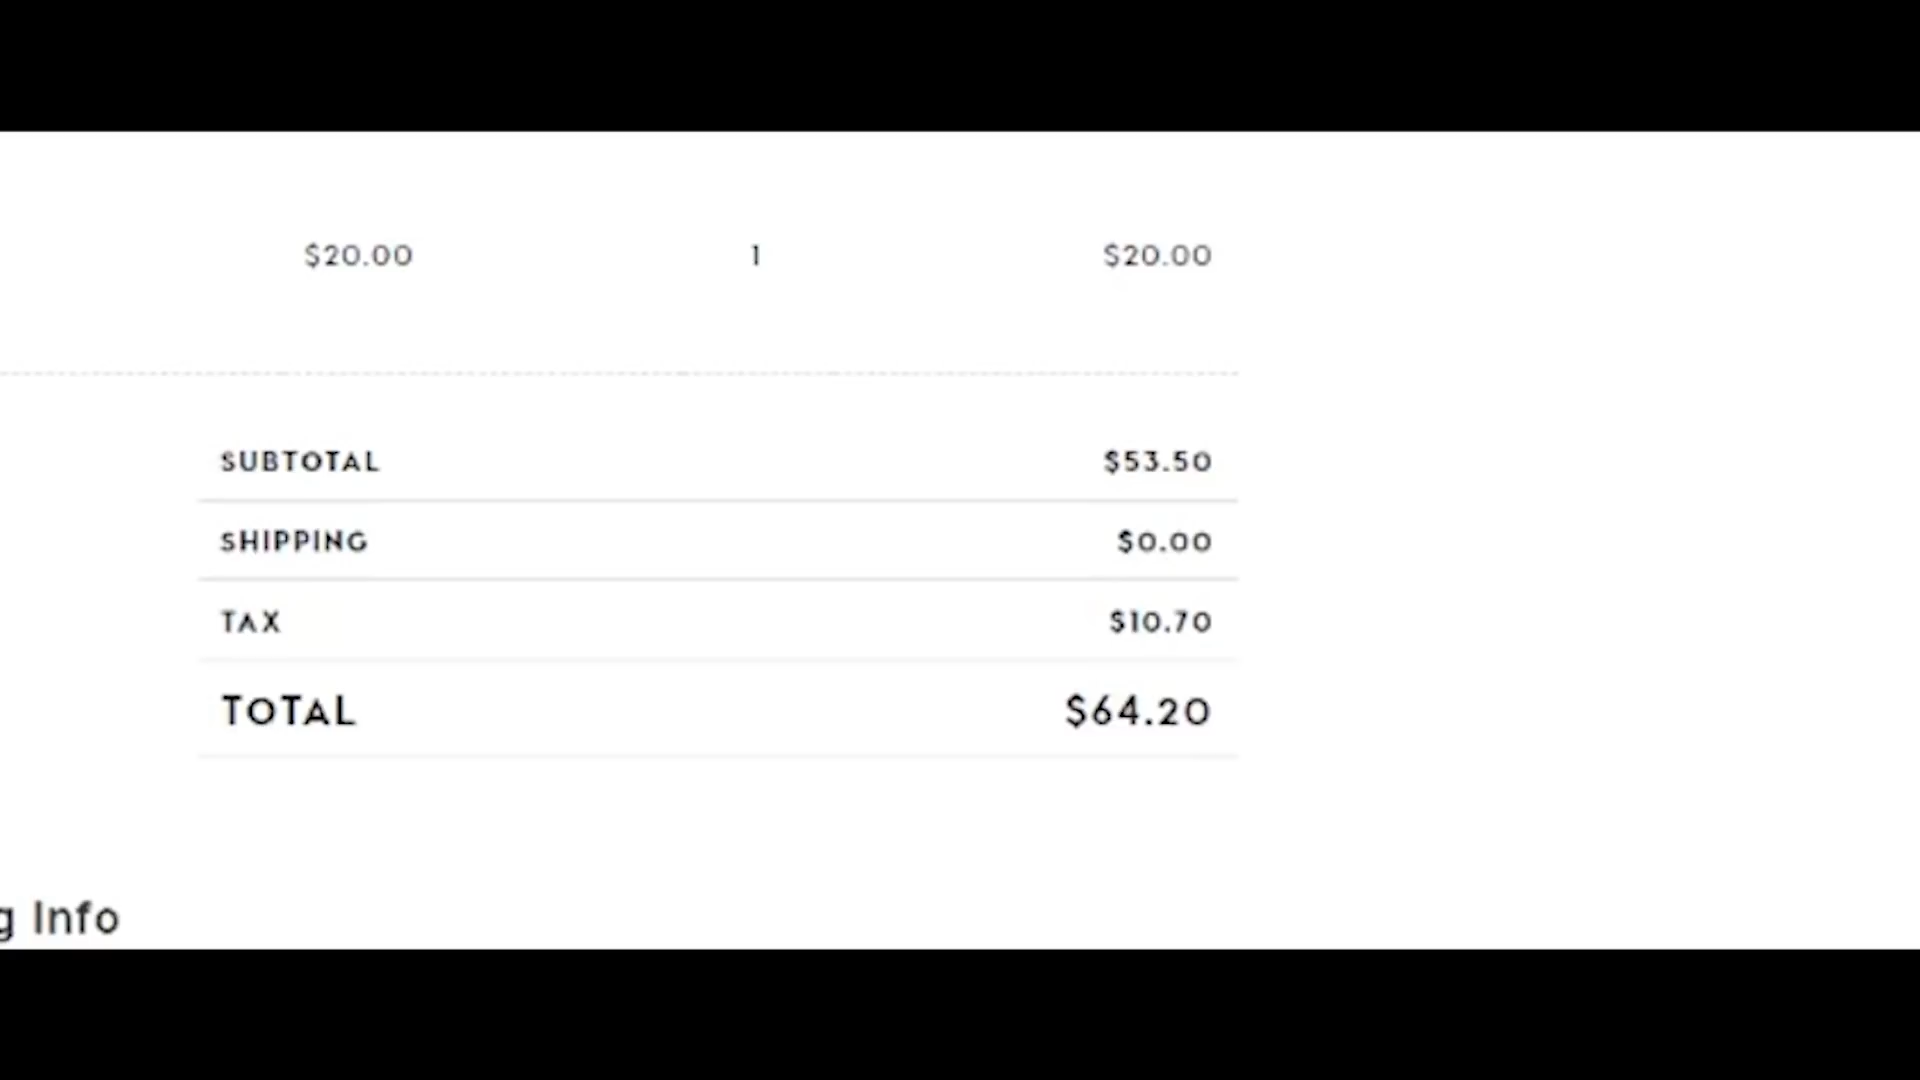 $20.00 1 $20.00
SUBTOTAL $53.50
SHIPPING $0.00
TAX $10.70
TOTAL $64.20
g Info